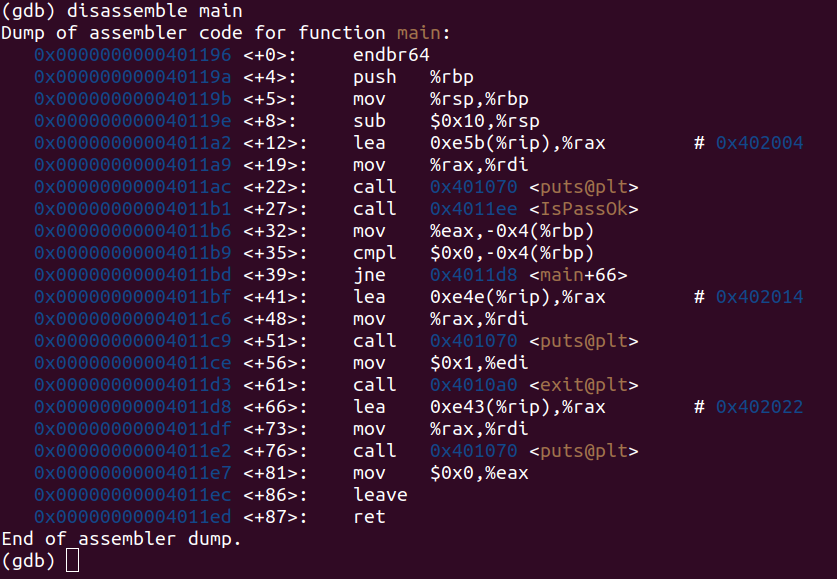 (gdb) disassemble main
Dump of assembler code for function main:
   0x0000000000401196 <+0>:     endbr64
   0x000000000040119a <+4>:     push   %rbp
   0x000000000040119b <+5>:     mov    %rsp,%rbp
   0x000000000040119e <+8>:     sub    $0x10,%rsp
   0x00000000004011a2 <+12>:    lea    0xe5b(%rip),%rax        # 0x402004
   0x00000000004011a9 <+19>:    mov    %rax,%rdi
   0x00000000004011ac <+22>:    call   0x401070 <puts@plt>
   0x00000000004011b1 <+27>:    call   0x4011ee <IsPassOk>
   0x00000000004011b6 <+32>:    mov    %eax,-0x4(%rbp)
   0x00000000004011b9 <+35>:    cmpl   $0x0,-0x4(%rbp)
   0x00000000004011bd <+39>:    jne    0x4011d8 <main+66>
   0x00000000004011bf <+41>:    lea    0xe4e(%rip),%rax        # 0x402014
   0x00000000004011c6 <+48>:    mov    %rax,%rdi
   0x00000000004011c9 <+51>:    call   0x401070 <puts@plt>
   0x00000000004011ce <+56>:    mov    $0x1,%edi
   0x00000000004011d3 <+61>:    call   0x4010a0 <exit@plt>
   0x00000000004011d8 <+66>:    lea    0xe43(%rip),%rax        # 0x402022
   0x00000000004011df <+73>:    mov    %rax,%rdi
   0x00000000004011e2 <+76>:    call   0x401070 <puts@plt>
   0x00000000004011e7 <+81>:    mov    $0x0,%eax
   0x00000000004011ec <+86>:    leave
   0x00000000004011ed <+87>:    ret
End of assembler dump.
(gdb)